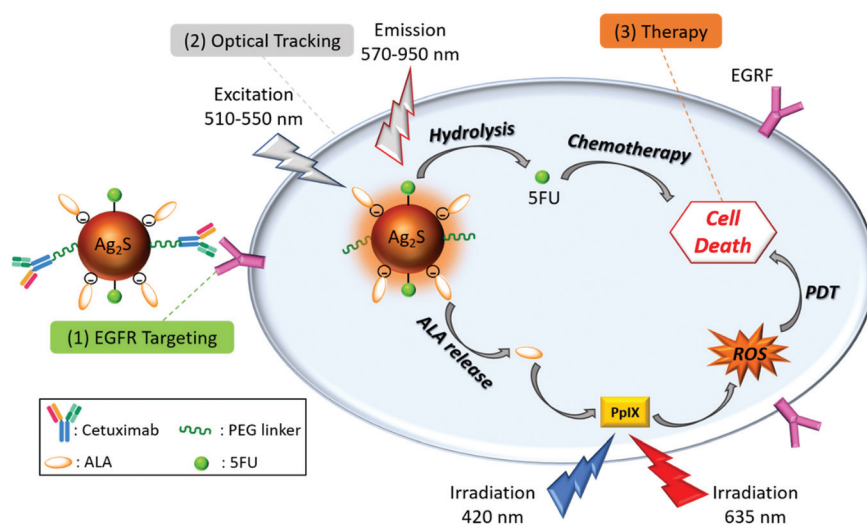 (2) Optical Tracking
Emission
570-950 nm
(3) Therapy
EGRF
Excitation
510-550 nm
Hydrolysis
Chemotherapy
5FU
Ag₂S
Ag₂S
Cell
Death
(1) EGFR Targeting
ALA release
PDT
ROS
PpIX
: Cetuximab
: PEG linker
: ALA
: 5FU
Irradiation
420 nm
Irradiation
635 nm